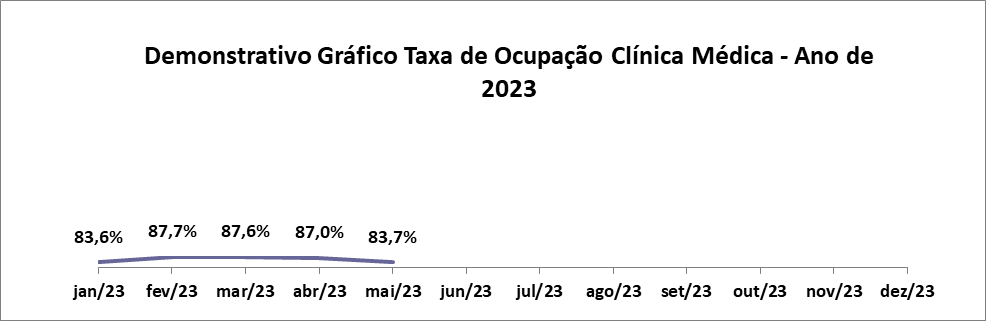 Demonstrativo Gráfico Taxa de Ocupação Clínica Médica - Ano de
2023
83,6% 87,7% 87,6% 87,0% 83,7%
jan/23 fev/23 mar/23 abr/23 mai/23 jun/23 jul/23 ago/23 set/23 out/23 nov/23 dez/23